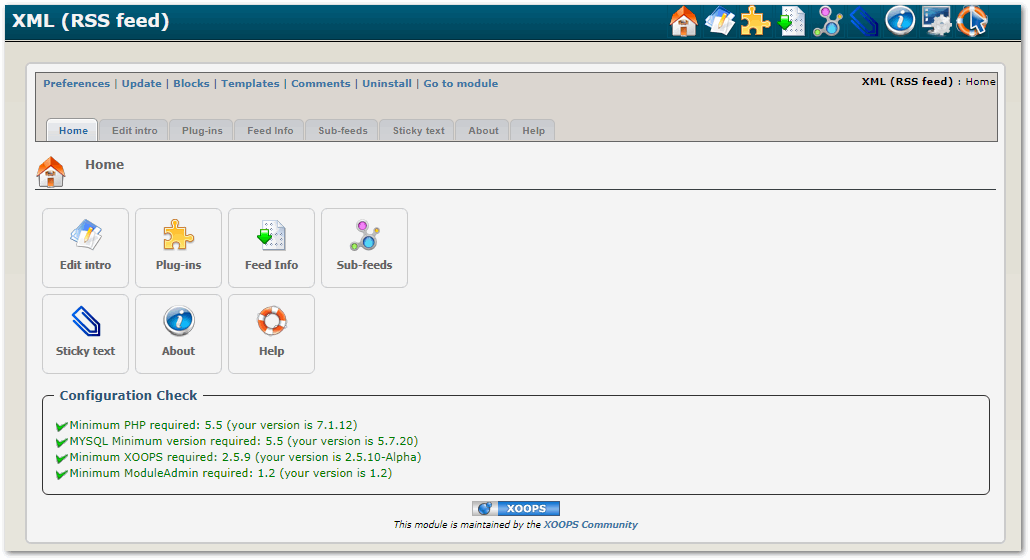 XML (RSS feed)
Preferences | Update | Blocks | Templates | Comments | Uninstall | Go to module
XML (RSS feed) : Home
Home Edit intro Plug-ins Feed Info Sub-feeds Sticky text About Help
Home
Edit intro Plug-ins Feed Info Sub-feeds
Sticky text About Help
Configuration Check
Minimum PHP required: 5.5 (your version is 7.1.12)
MYSQL Minimum version required: 5.5 (your version is 5.7.20)
Minimum XOOPS required: 2.5.9 (your version is 2.5.10-Alpha)
Minimum ModuleAdmin required: 1.2 (your version is 1.2)
XOOPS
This module is maintained by the XOOPS Community